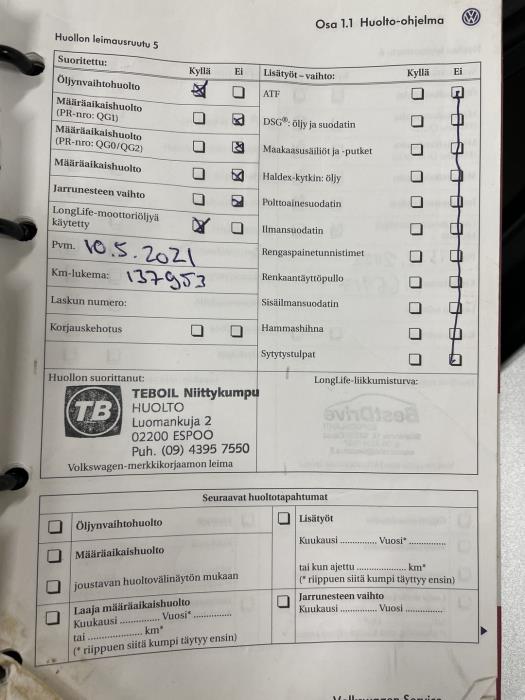 Osa 1.1 Huolto-ohjelma
Huollon leimausruutu 5
Suoritettu: Kyllä Ei
Öljynvaihtohuolto
Määräaikaishuolto
(PR-nro: QG1)
Määräaikaishuolto
(PR-nro: QG0/QG2)
Määräaikaishuolto
Jarrunesteen vaihto
LongLife-moottoriöljyä
käytetty
Pvm. 10.5.2021
Km-lukema: 137953
Laskun numero:
Korjauskehotus
Lisätyöt – vaihto: Kyllä Ei
ATF
DSG®: öljy ja suodatin
Maakaasusäiliöt ja -putket
Haldex-kytkin: öljy
Polttoainesuodatin
Ilmansuodatin
Rengaspainetunnistimet
Renkaantäyttöpullo
Sisäilmansuodatin
Hammashihna
Sytytystulpat
Huollon suorittanut:
TB
TEBOIL Niittykumpu
HUOLTO
Luomankuja 2
02200 ESPOO
Puh. (09) 4395 7550
Volkswagen-merkkikorjaamon leima
LongLife-liikkumisturva:
BestDrive
Seuraavat huoltotapahtumat
Öljynvaihtohuolto
Määräaikaishuolto
joustavan huoltovälinäytön mukaan
Laaja määräaikaishuolto
Kuukausi .............. Vuosi* ..............
tai .................... km*
(* riippuen siitä kumpi täytyy ensin)
Lisätyöt
Kuukausi .............. Vuosi* ..............
tai kun ajettu .................. km*
(* riippuen siitä kumpi täyttyy ensin)
Jarrunesteen vaihto
Kuukausi .............. Vuosi ..............
Volkswagen Service